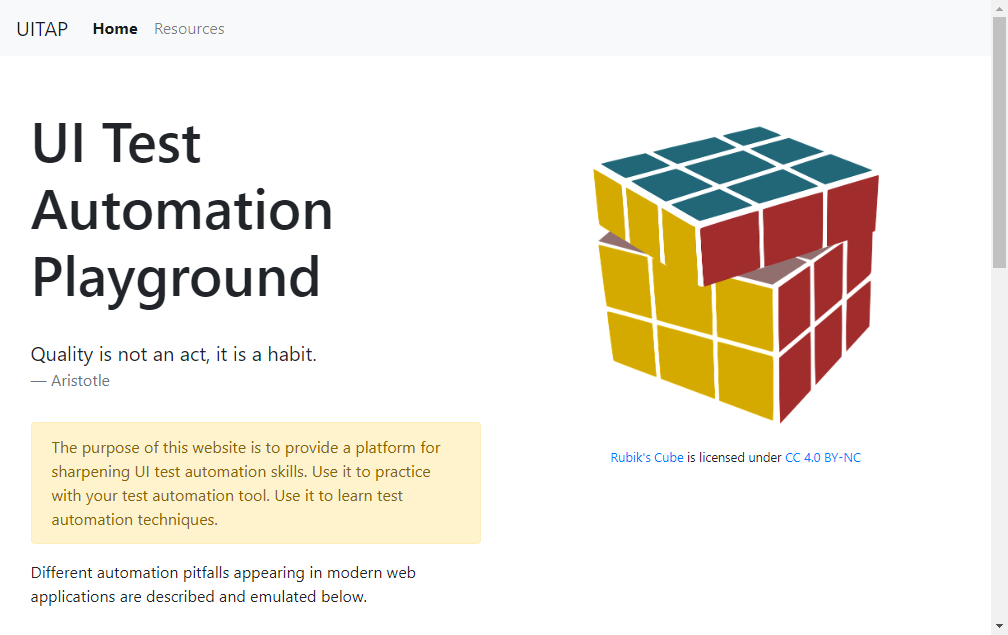 UITAP Home Resources
UI Test
Automation
Playground
Quality is not an act, it is a habit.
— Aristotle
The purpose of this website is to provide a platform for
sharpening UI test automation skills. Use it to practice
with your test automation tool. Use it to learn test
automation techniques.
Different automation pitfalls appearing in modern web
applications are described and emulated below.
Rubik's Cube is licensed under CC 4.0 BY-NC